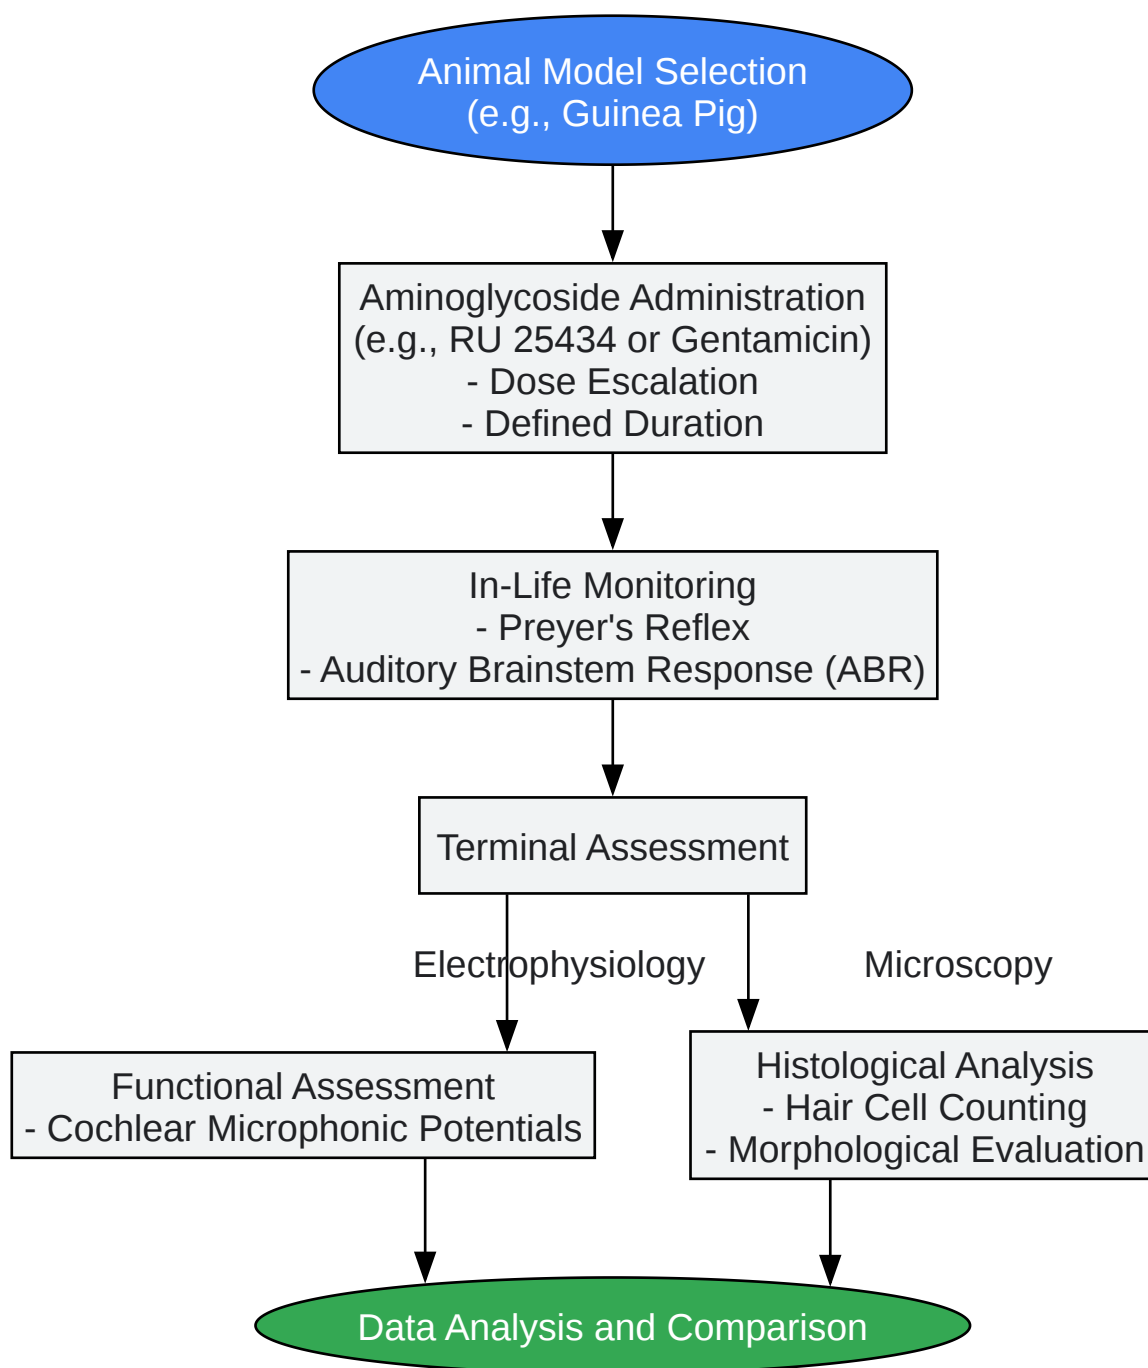 Animal Model Selection
(e.g., Guinea Pig)
Aminoglycoside Administration
(e.g., RU 25434 or Gentamicin)
- Dose Escalation
- Defined Duration
In-Life Monitoring
- Preyer's Reflex
- Auditory Brainstem Response (ABR)
Terminal Assessment
Electrophysiology
Microscopy
Functional Assessment
- Cochlear Microphonic Potentials
Histological Analysis
- Hair Cell Counting
- Morphological Evaluation
Data Analysis and Comparison